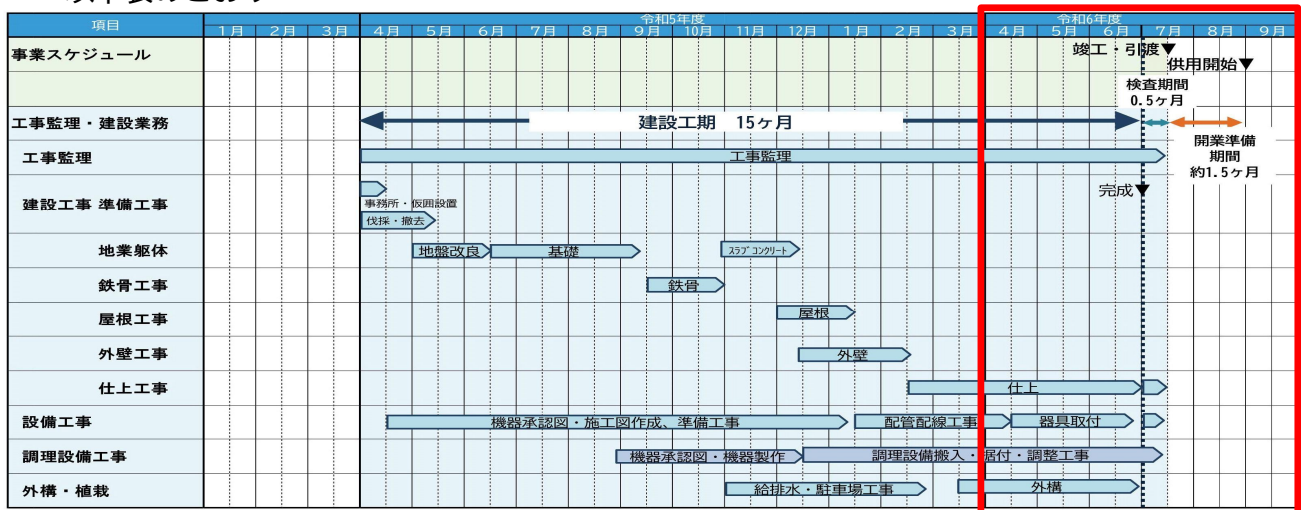 項目
令和5年度
令和6年度
1月 2月 3月 4月 5月 6月 7月 8月 9月 10月 11月 12月 1月 2月 3月 4月 5月 6月 7月 8月 9月
事業スケジュール
竣工・引渡▼
供用開始▼
検査期間
0.5ヶ月
工事監理・建設業務
建設工期 15ヶ月
開業準備
期間
約1.5ヶ月
工事監理
工事監理
完成▼
建設工事 準備工事
事務所・仮囲設置
伐採・撤去
地業躯体
地盤改良
基礎
スラブコンクリート
鉄骨工事
鉄骨
屋根工事
屋根
外壁工事
外壁
仕上工事
仕上
設備工事
機器承認図・施工図作成、準備工事
配管配線工事
器具取付
調理設備工事
機器承認図・機器製作
調理設備搬入・据付・調整工事
外構・植栽
給排水・駐車場工事
外構